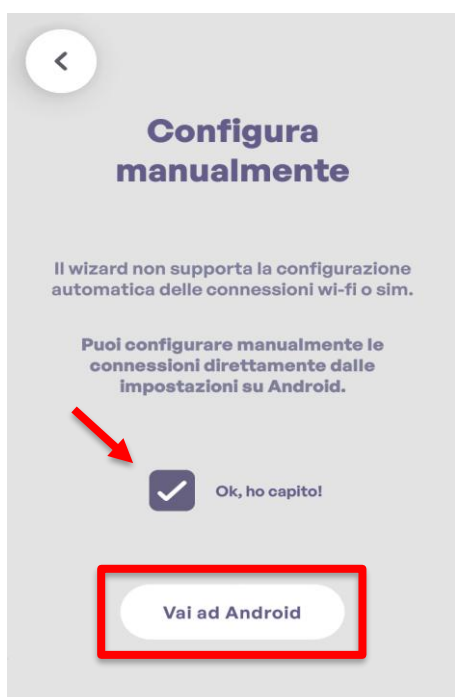 Configura
manualmente
Il wizard non supporta la configurazione
automatica delle connessioni wi-fi o sim.
Puoi configurare manualmente le
connessioni direttamente dalle
impostazioni su Android.
Ok, ho capito!
Vai ad Android